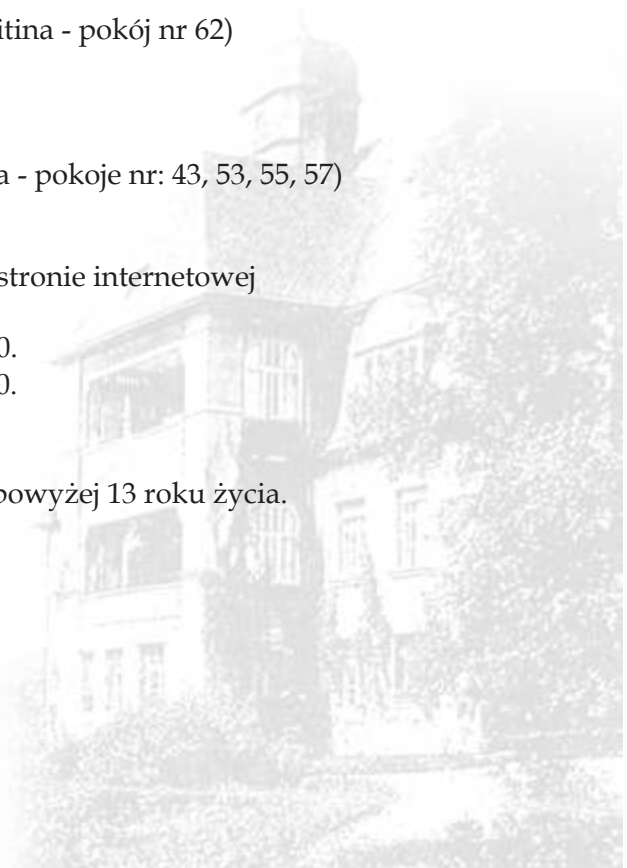 itina - pokój nr 62)
a - pokoje nr: 43, 53, 55, 57)
stronie internetowej
0.
0.
powyżej 13 roku życia.